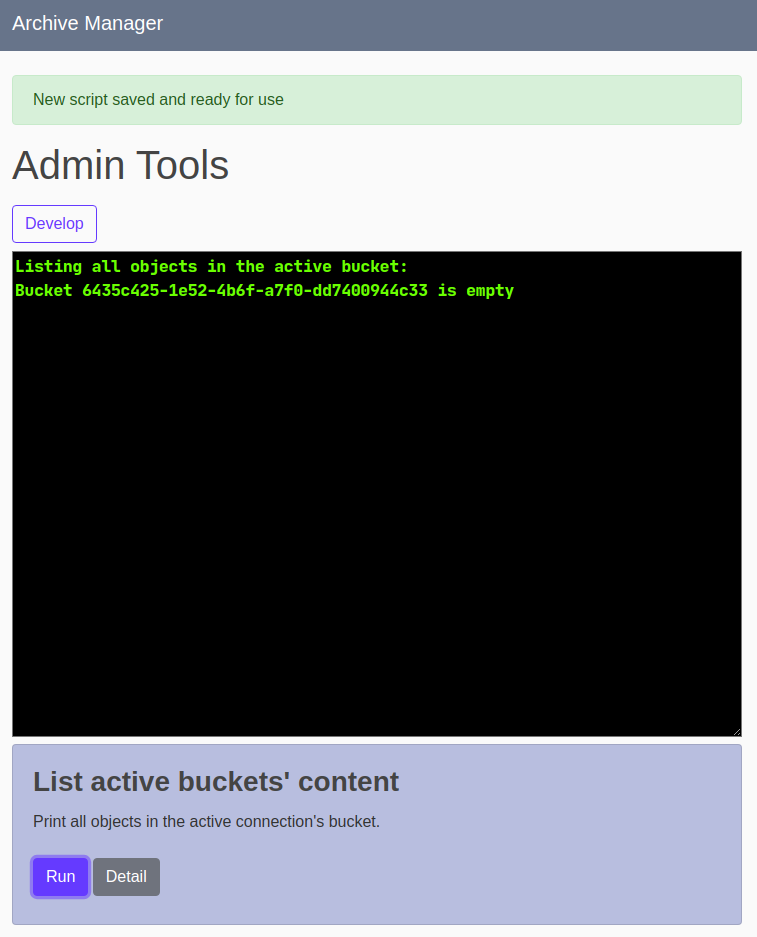 Archive Manager
New script saved and ready for use
Admin Tools
Develop
Listing all objects in the active bucket:
Bucket 6435c425-1e52-4b6f-a7f0-dd7400944c33 is empty
List active buckets' content
Print all objects in the active connection's bucket.
Run Detail